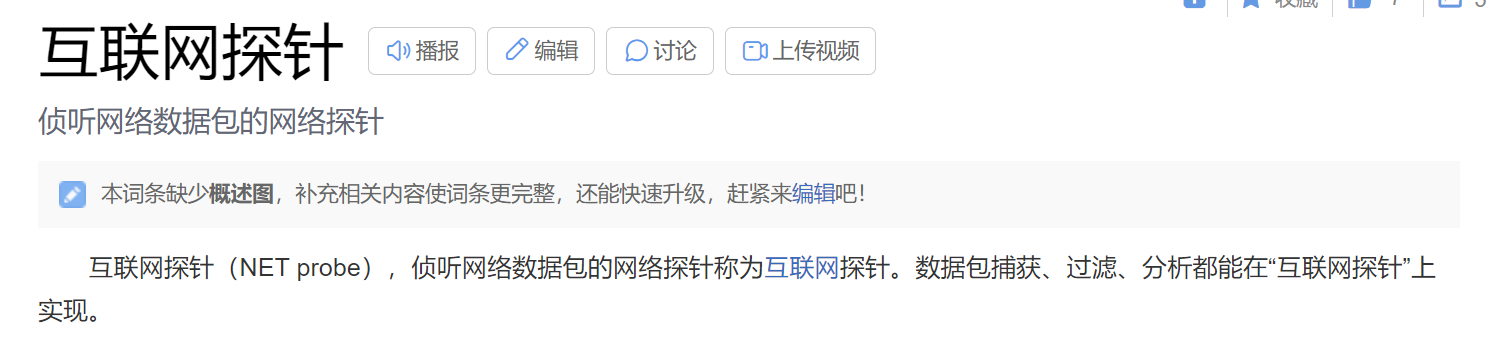 收藏
互联网探针 播报 编辑 讨论 上传视频
侦听网络数据包的网络探针
本词条缺少概述图，补充相关内容使词条更完整，还能快速升级，赶紧来编辑吧！
互联网探针（NET probe），侦听网络数据包的网络探针称为互联网探针。数据包捕获、过滤、分析都能在“互联网探针”上
实现。